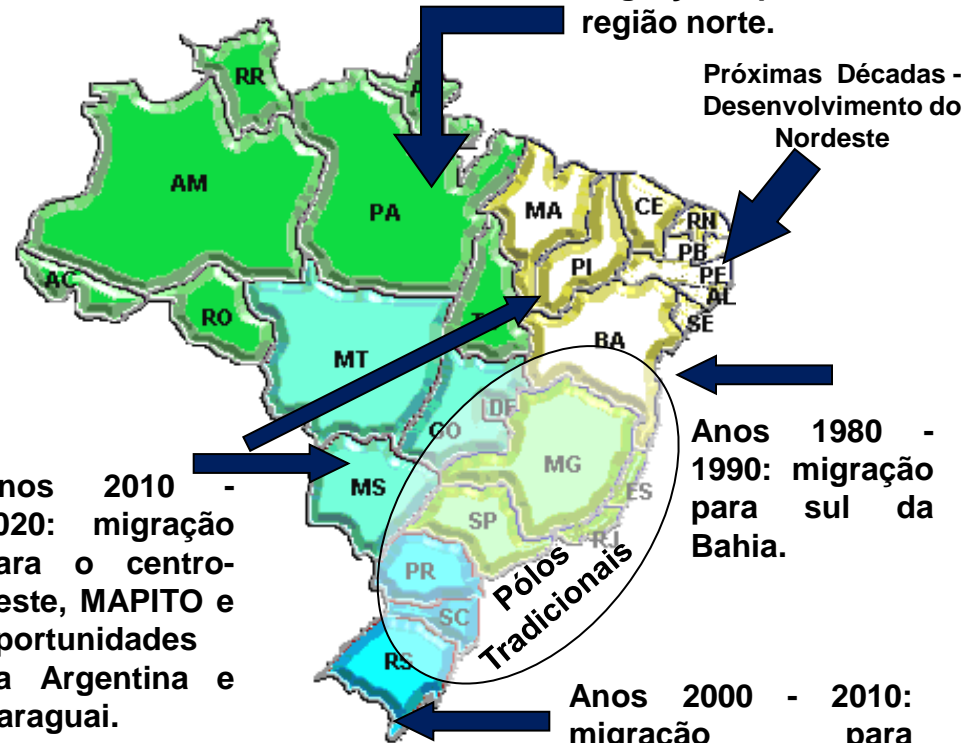 região norte.
Próximas Décadas -
Desenvolvimento do
Nordeste
RR
AM
PA
MA
CE
RN
PB
PE
AL
SE
PI
AC
RO
BA
MT
DF
GO
MG
ES
MS
SP
RJ
PR
SC
RS
Pólos
Tradicionais
Anos 1980 -
1990: migração
para sul da
Bahia.
nos 2010 -
020: migração
ara o centro-
este, MAPITO e
portunidades
a Argentina e
araguai.
Anos 2000 - 2010:
migração para